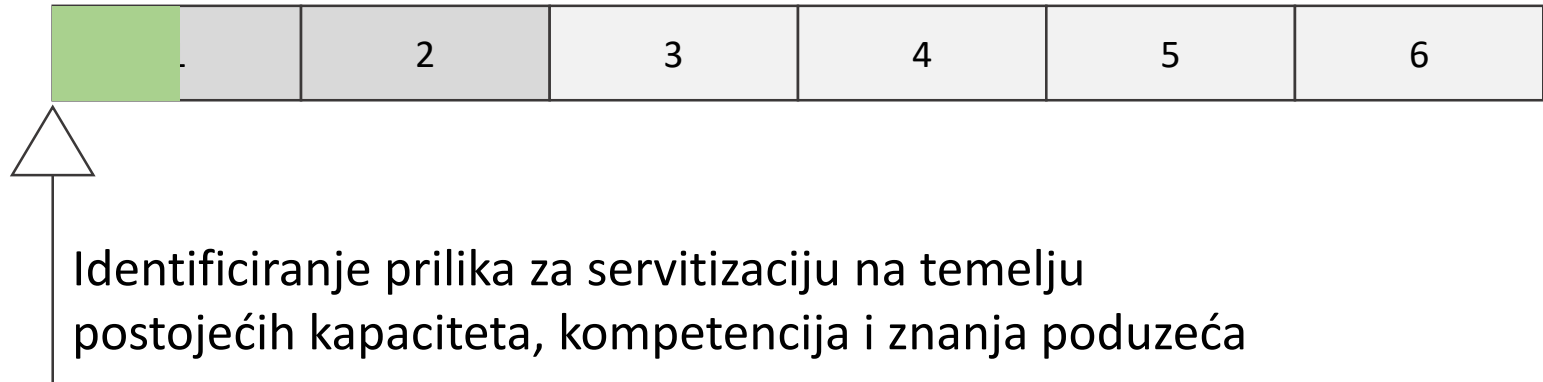 2
3
4
5
6
Identificiranje prilika za servitizaciju na temelju
postojećih kapaciteta, kompetencija i znanja poduzeća